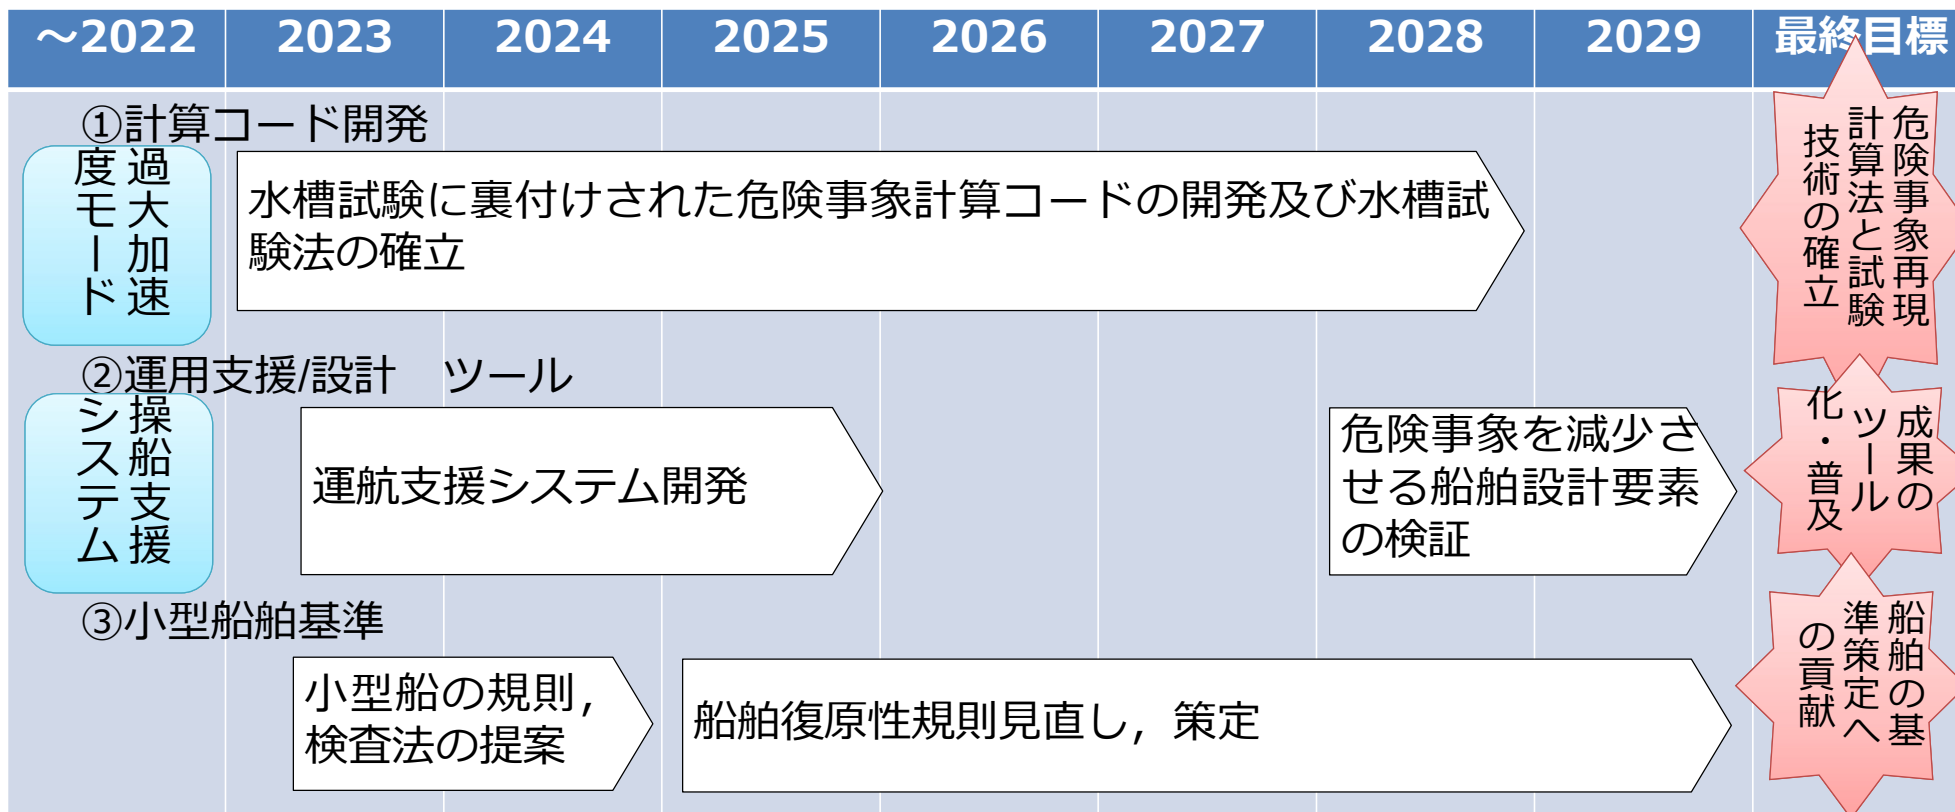 ～2022
2023
2024
2025
2026
2027
2028
2029
最終目標
①計算コード開発
過大加速
度モード
水槽試験に裏付けされた危険事象計算コードの開発及び水槽試
験法の確立
危険事象再現
計算法と試験
技術の確立
②運用支援/設計　ツール
操船支援
システム
運航支援システム開発
危険事象を減少さ
せる船舶設計要素
の検証
成果の
ツール
化・普及
③小型船舶基準
小型船の規則，
検査法の提案
船舶復原性規則見直し，策定
船舶の基
準策定へ
の貢献